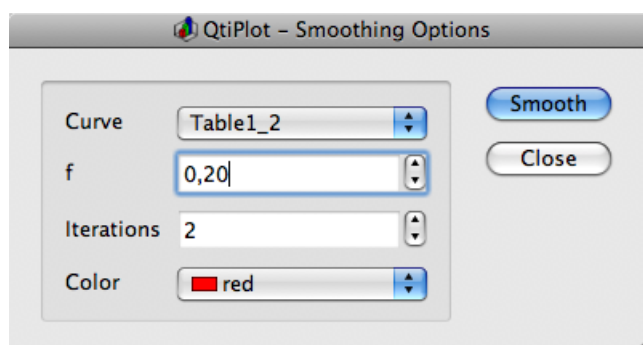 QtiPlot – Smoothing Options
Curve Table1_2
f 0,20
Iterations 2
Color red
Smooth
Close